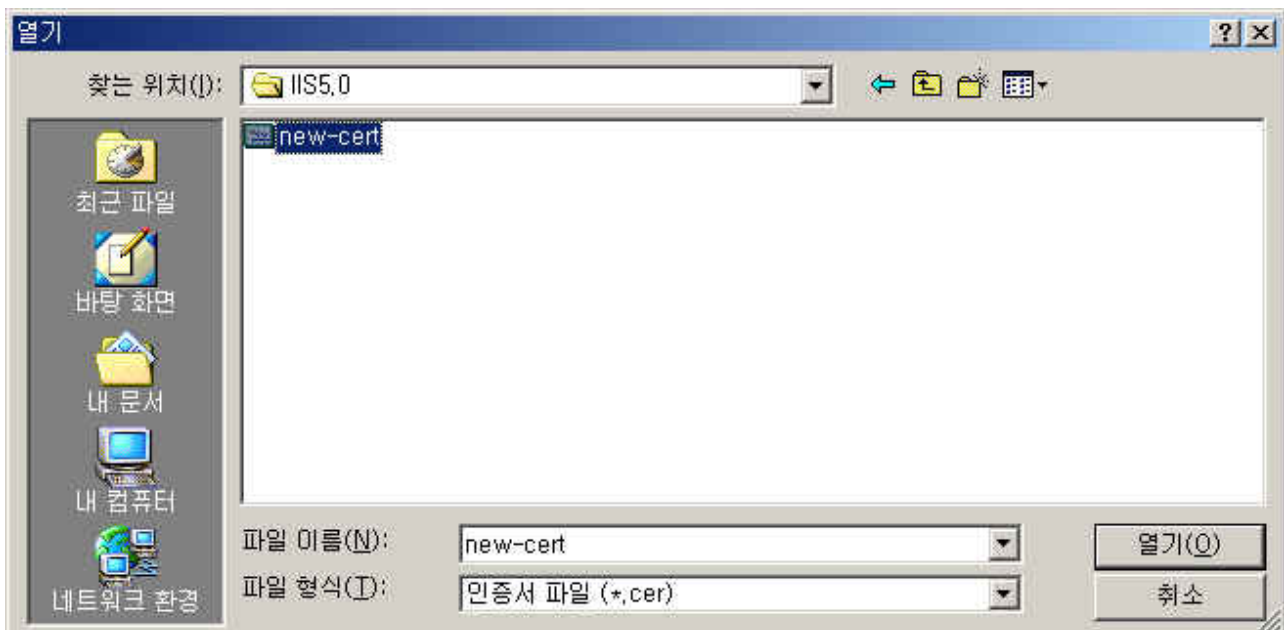 열기
찾는 위치(I):
IIS5.0
new-cert
최근 파일
바탕 화면
내 문서
내 컴퓨터
네트워크 환경
파일 이름(N):
new-cert
열기(O)
파일 형식(T):
인증서 파일 (*.cer)
취소